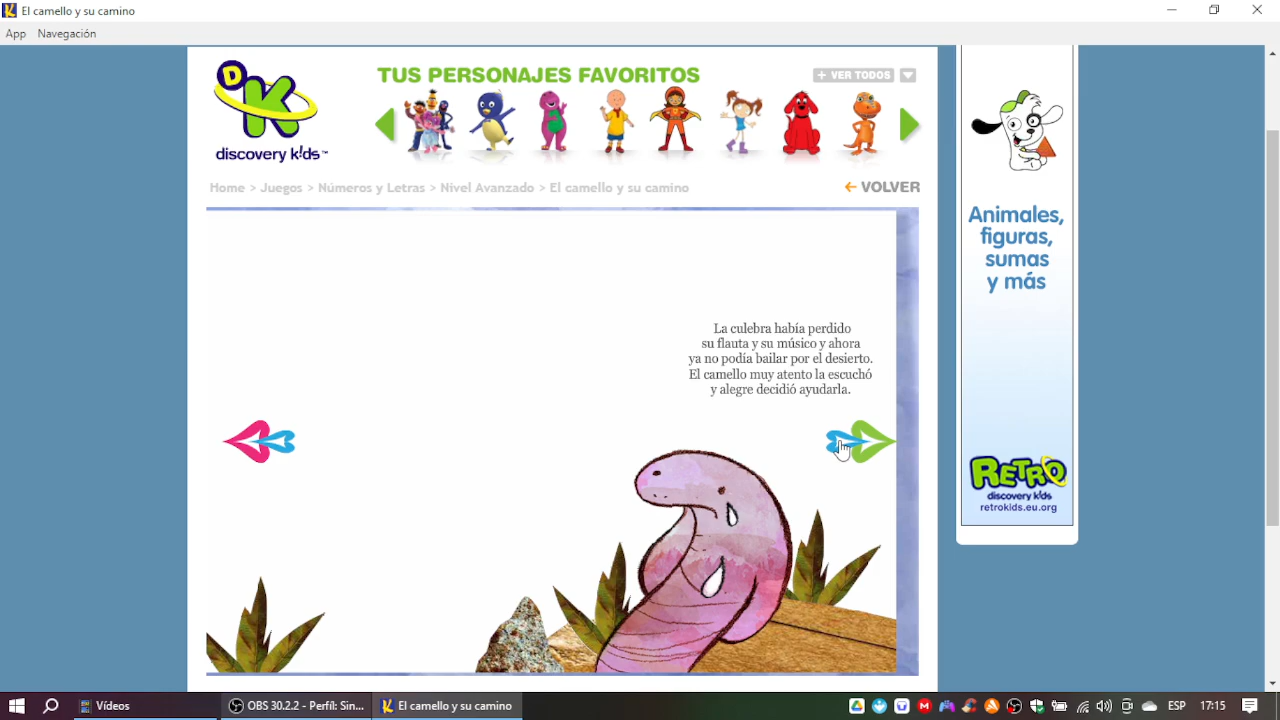 El camello y su camino
App Navegación
DK
discovery k!ds™
TUS PERSONAJES FAVORITOS
+ VER TODOS
Home > Juegos > Números y Letras > Nivel Avanzado > El camello y su camino
VOLVER
La culebra había perdido
su flauta y su músico y ahora
ya no podía bailar por el desierto.
El camello muy atento la escuchó
y alegre decidió ayudarla.
Animales,
figuras,
sumas
y más
RETRO
discovery k!ds
retrokids.eu.org
Vídeos
OBS 30.2.2 - Perfil: Sin...
El camello y su camino
ESP
17:15